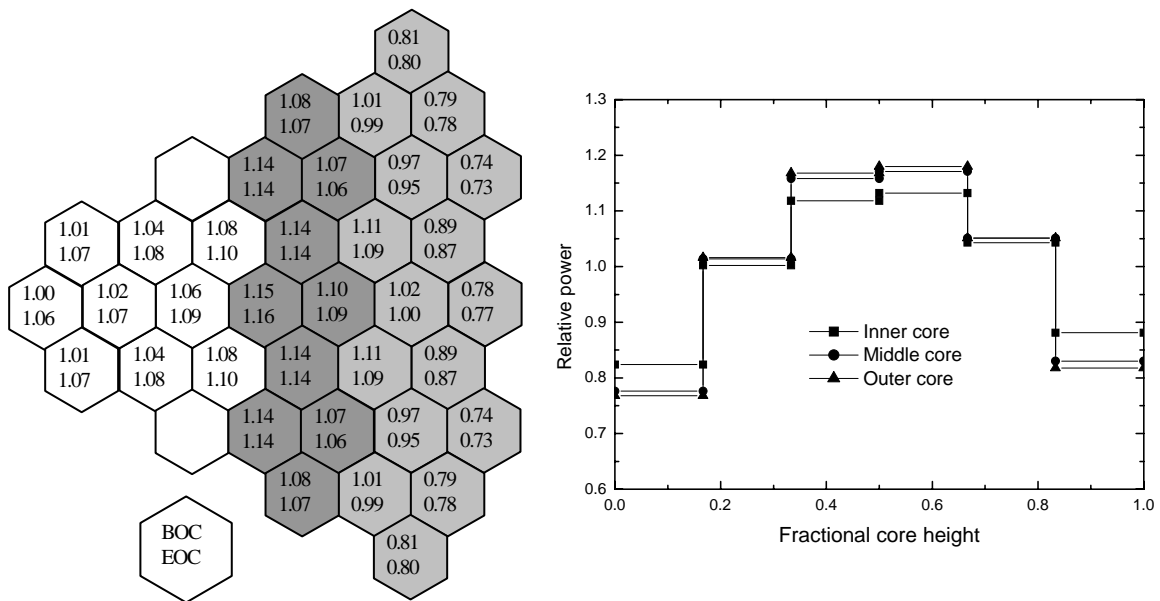 0.81
0.80
1.08 1.01 0.79
1.07 0.99 0.78
1.14 1.07 0.97 0.74
1.14 1.06 0.95 0.73
1.01 1.04 1.08 1.14 1.11 0.89
1.07 1.08 1.10 1.14 1.09 0.87
1.00 1.02 1.06 1.15 1.10 1.02 0.78
1.06 1.07 1.09 1.16 1.09 1.00 0.77
1.01 1.04 1.08 1.14 1.11 0.89
1.07 1.08 1.10 1.14 1.09 0.87
1.14 1.07 0.97 0.74
1.14 1.06 0.95 0.73
1.08 1.01 0.79
1.07 0.99 0.78
0.81
0.80
BOC
EOC
Relative power
1.3
1.2
1.1
1.0
0.9
0.8
0.7
0.6
Inner core
Middle core
Outer core
0.0 0.2 0.4 0.6 0.8 1.0
Fractional core height